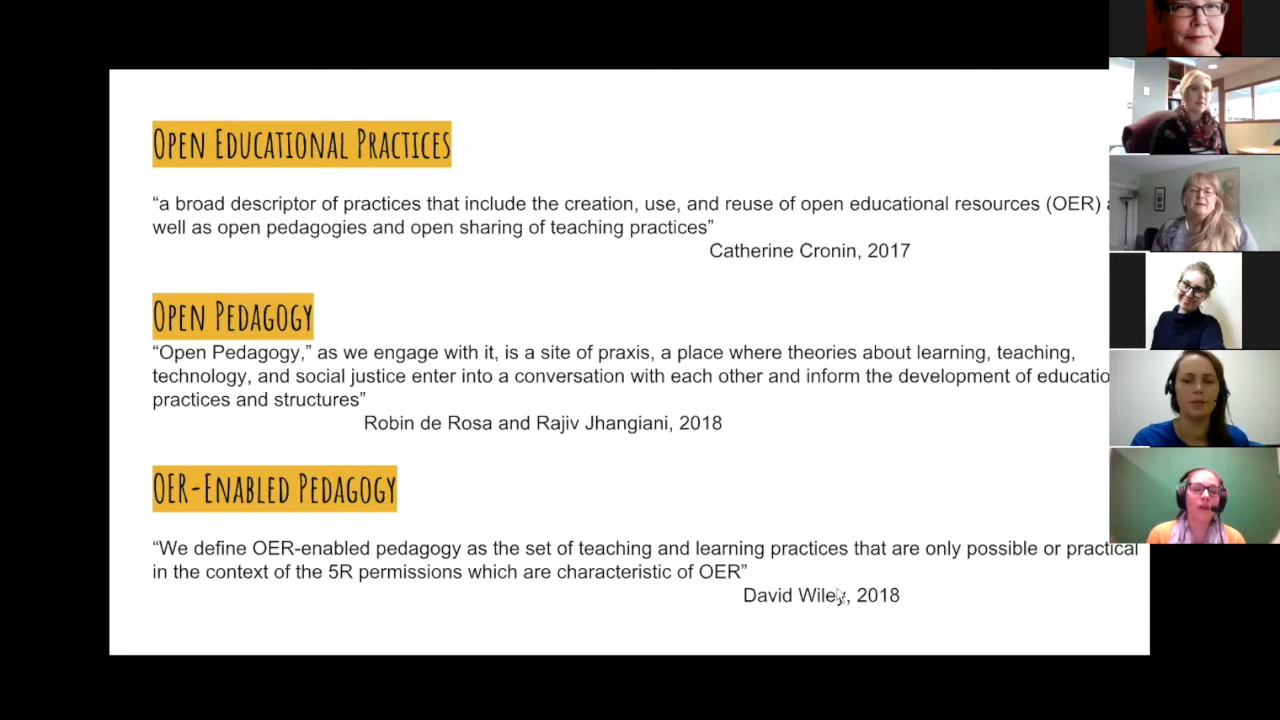 Open Educational Practices
“a broad descriptor of practices that include the creation, use, and reuse of open educational resources (OER)
well as open pedagogies and open sharing of teaching practices”
Catherine Cronin, 2017
Open Pedagogy
“Open Pedagogy,” as we engage with it, is a site of praxis, a place where theories about learning, teaching,
technology, and social justice enter into a conversation with each other and inform the development of
practices and structures”
Robin de Rosa and Rajiv Jhangiani, 2018
OER-Enabled Pedagogy
“We define OER-enabled pedagogy as the set of teaching and learning practices that are only possible or practical
in the context of the 5R permissions which are characteristic of OER”
David Wiley, 2018